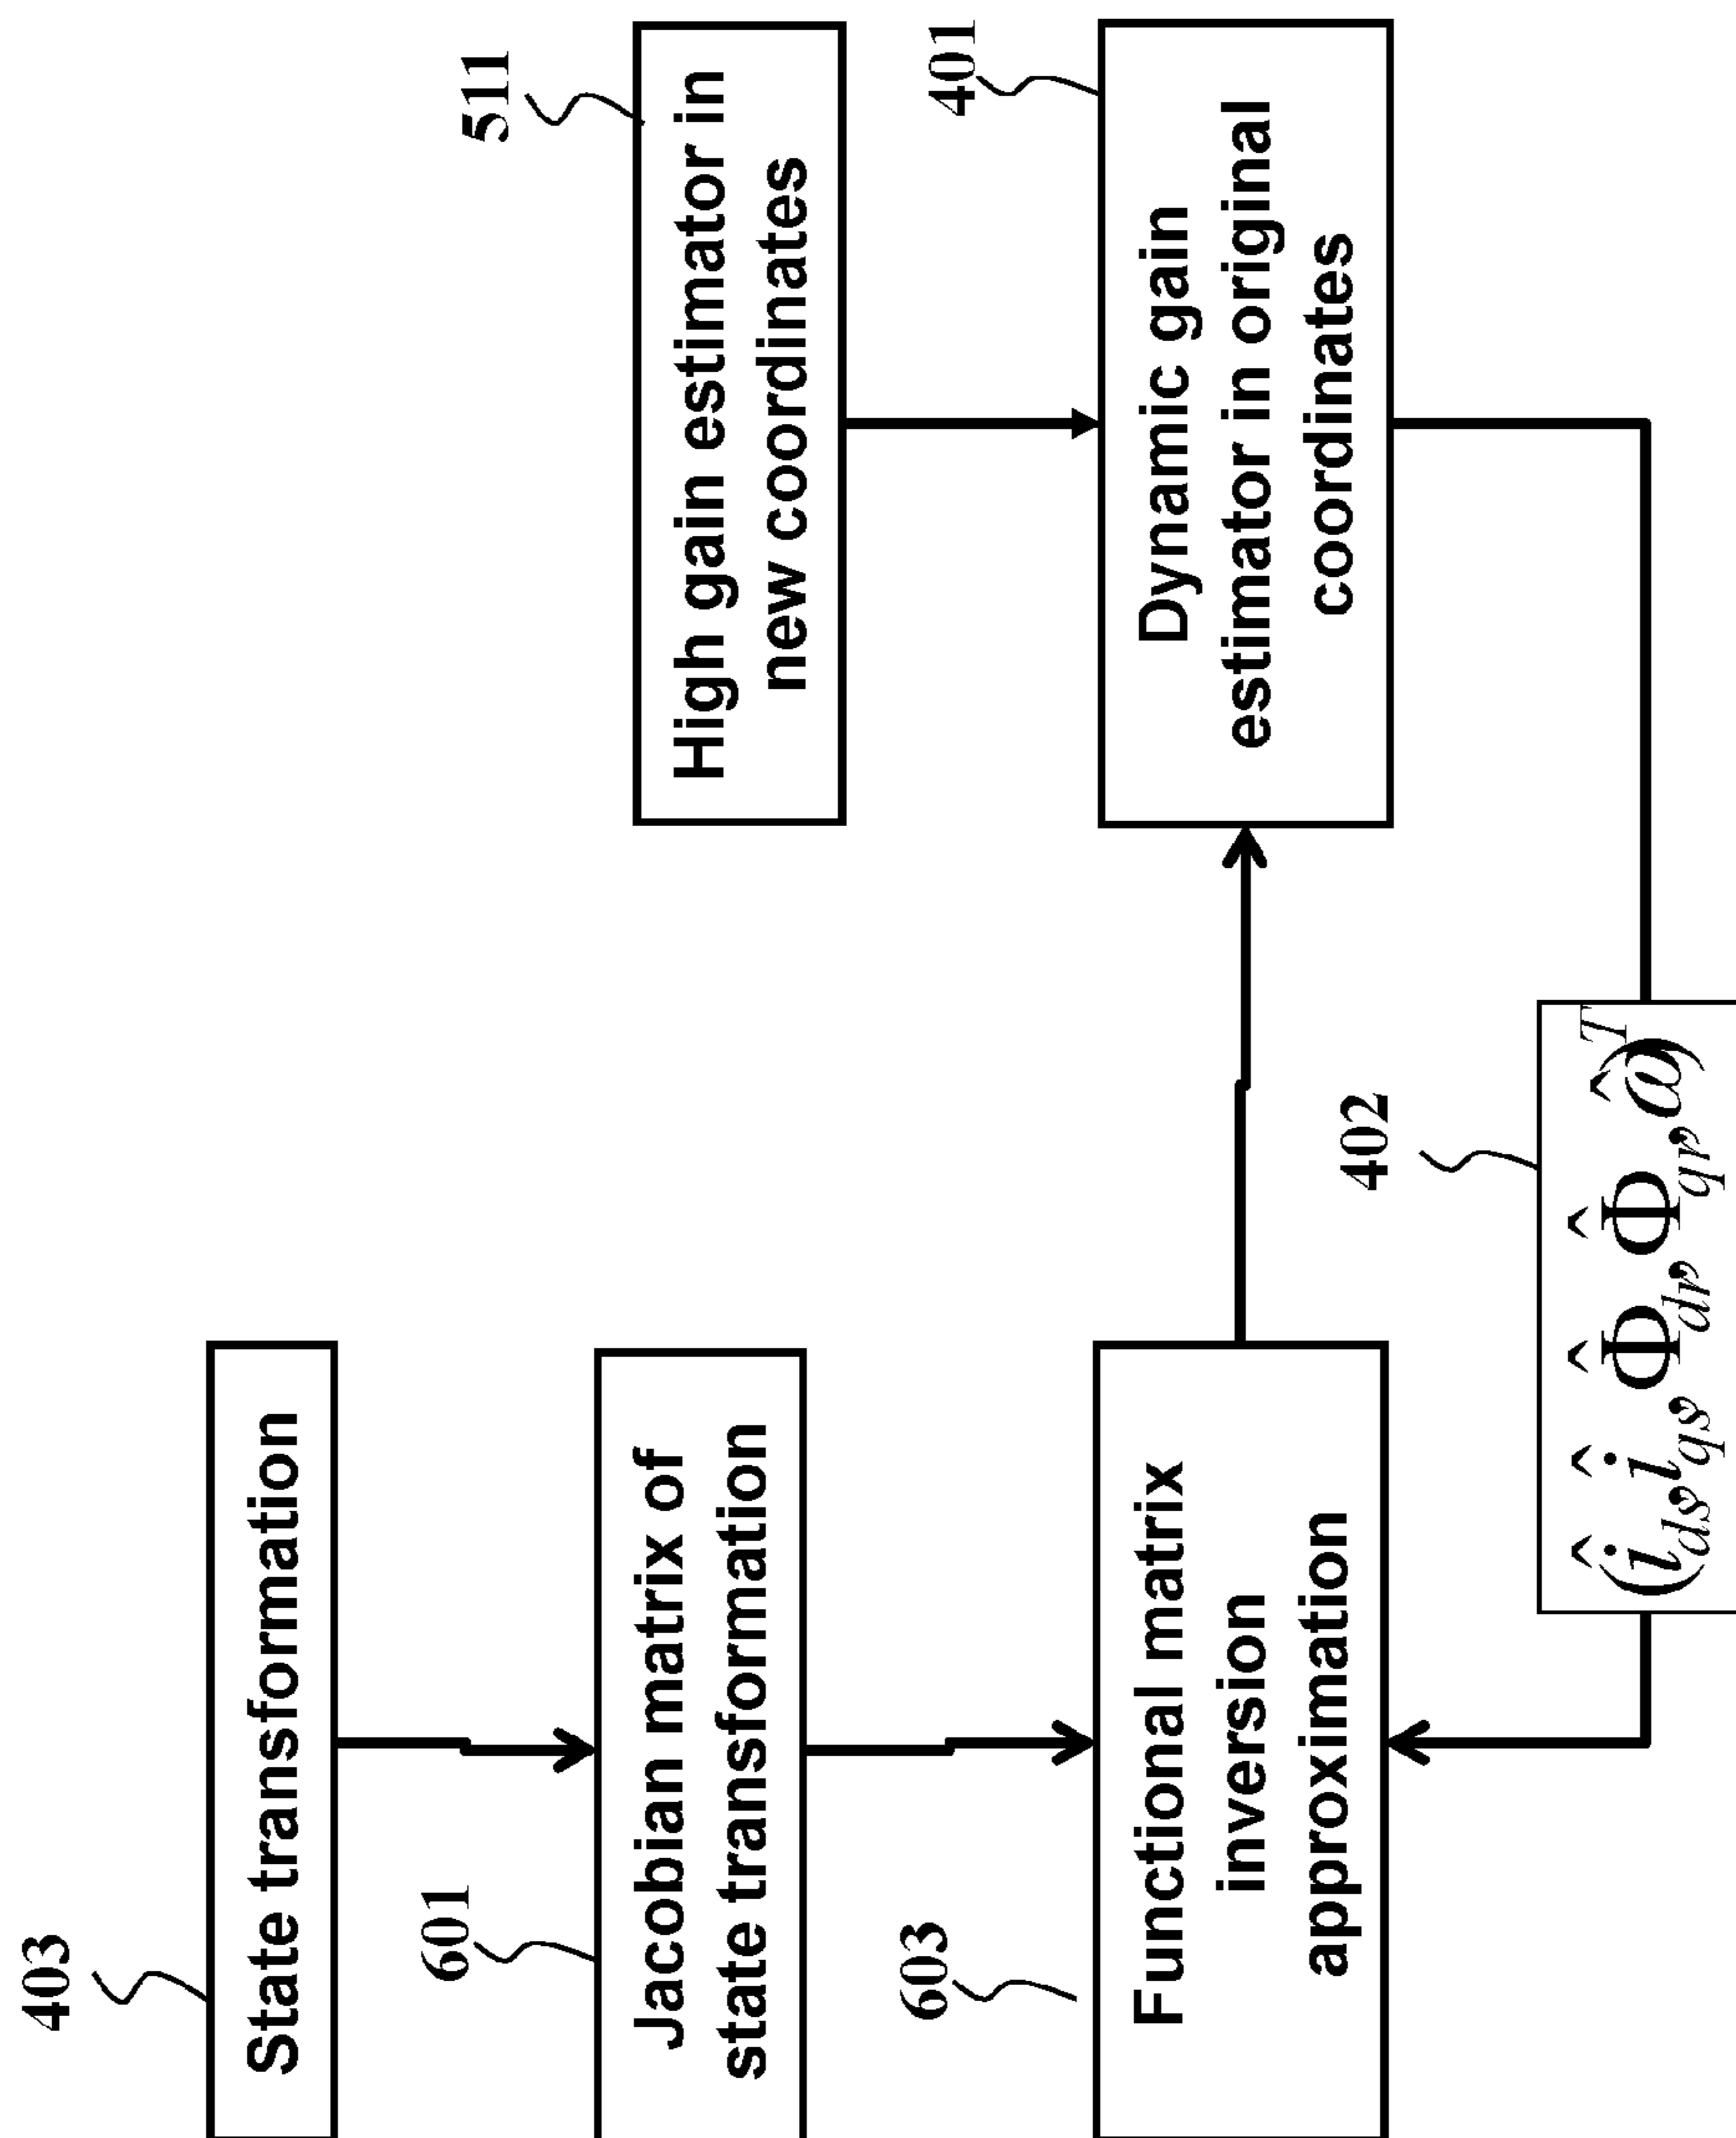 403
State transformation
601
Jacobian matrix of
state transformation
603
Functional matrix
inversion
approximation
511
High gain estimator in
new coordinates
401
Dynamic gain
estimator in original
coordinates
402
(î_ds, î_qs, Φ̂_dr, Φ̂_qr, ω̂)^T